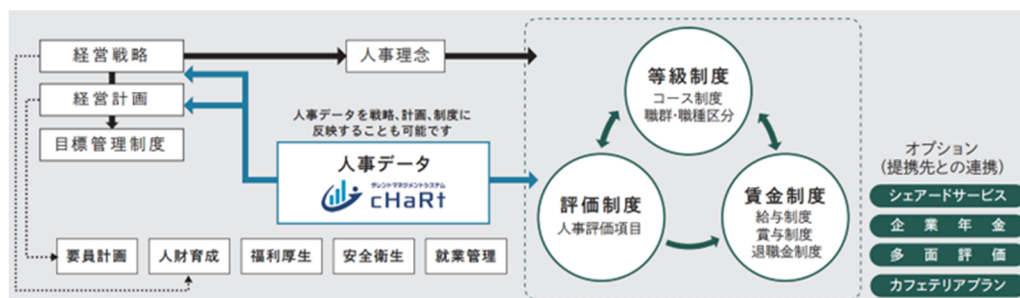 経営戦略
人事理念
経営計画
目標管理制度
人事データを戦略、計画、制度に
反映することも可能です
人事データ
タレントマネジメントシステム
cHaRt
要員計画
人財育成
福利厚生
安全衛生
就業管理
等級制度
コース制度
職群・職種区分
評価制度
人事評価項目
賃金制度
給与制度
賞与制度
退職金制度
オプション
(提携先との連携)
シェアードサービス
企業年金
多面評価
カフェテリアプラン